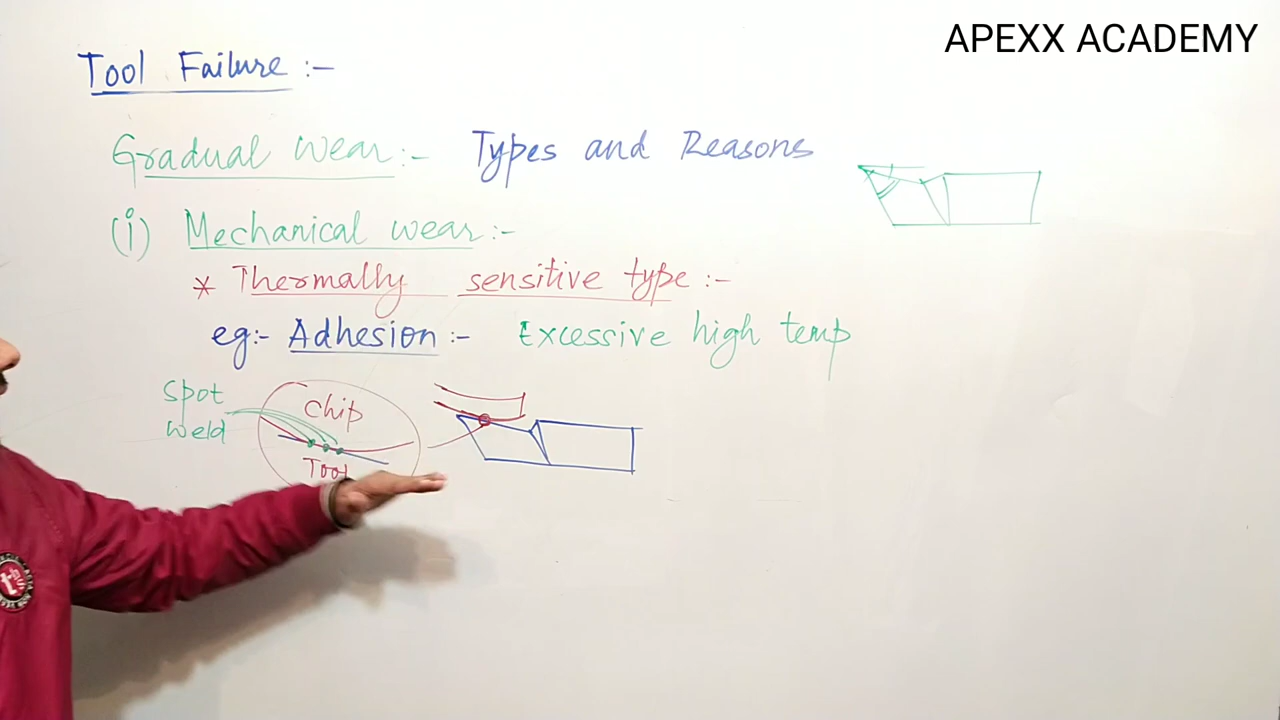 APEXX ACADEMY
Tool Failure :-
Gradual wear :- Types and Reasons
(i) Mechanical wear :-
* Thermally sensitive type :-
eg:- Adhesion :- Excessive high temp
Spot
weld
Chip
Tool